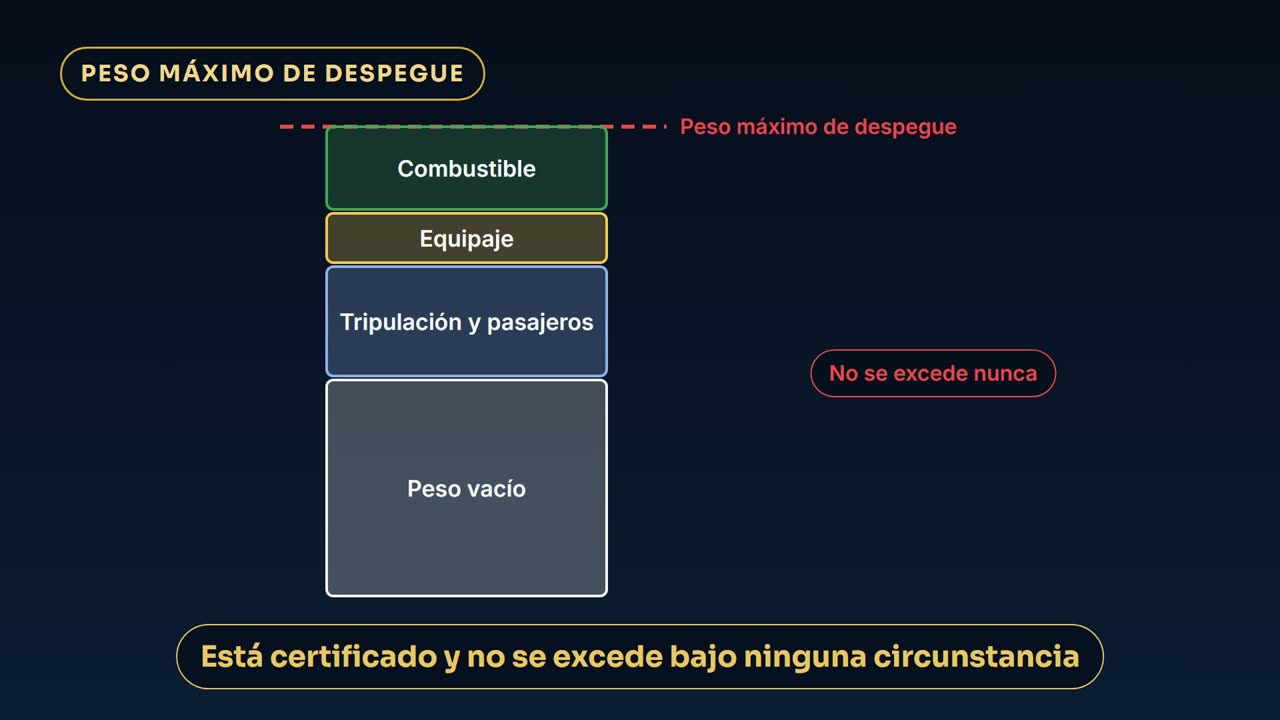 PESO MÁXIMO DE DESPEGUE
Peso máximo de despegue
Combustible
Equipaje
Tripulación y pasajeros
No se excede nunca
Peso vacío
Está certificado y no se excede bajo ninguna circunstancia